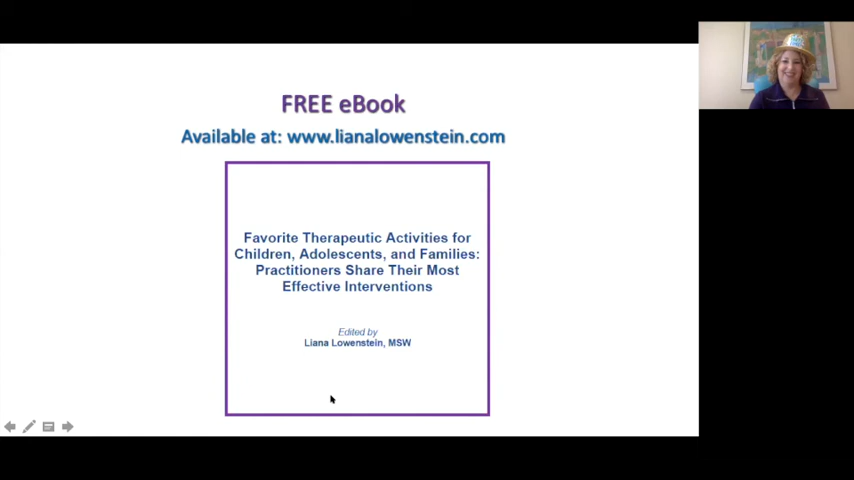 FREE eBook
Available at: www.lianalowenstein.com
Favorite Therapeutic Activities for
Children, Adolescents, and Families:
Practitioners Share Their Most
Effective Interventions
Edited by
Liana Lowenstein, MSW